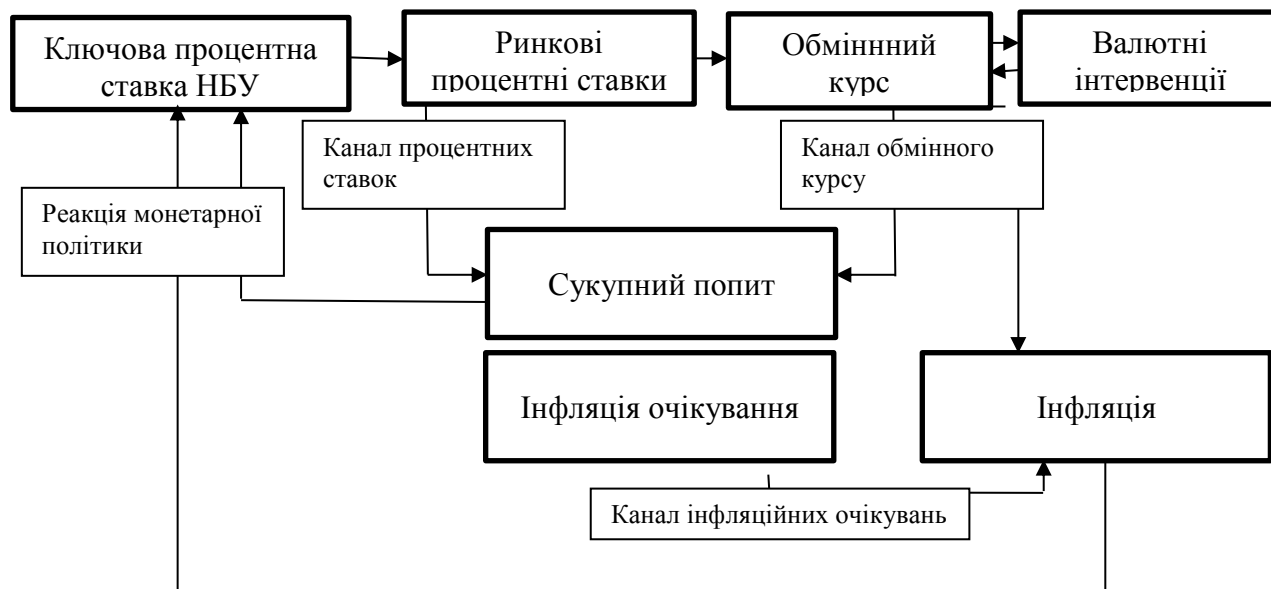 Ключова процентна
ставка НБУ
Ринкові
процентні ставки
Обміннний
курс
Валютні
інтервенції
Канал процентних
ставок
Канал обмінного
курсу
Реакція монетарної
політики
Сукупний попит
Інфляція очікування
Інфляція
Канал інфляційних очікувань